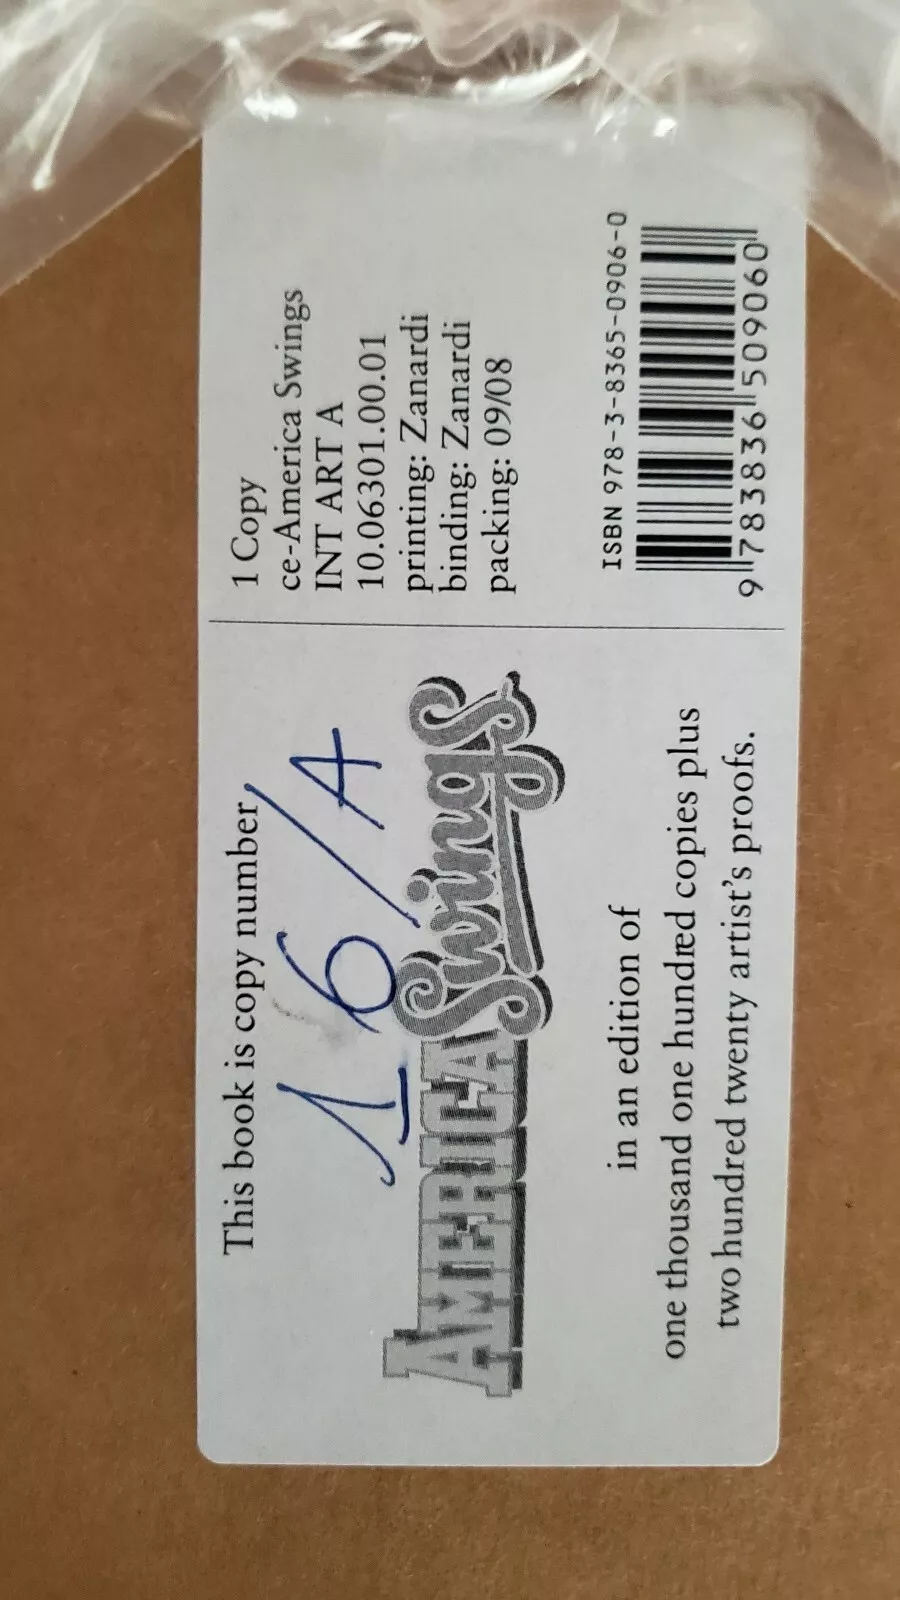 This book is copy number
16/A
AMERICA Swings
in an edition of
one thousand one hundred copies plus
two hundred twenty artist's proofs.
1 Copy
ce-America Swings
INT ART A
10.06301.00.01
printing: Zanardi
binding: Zanardi
packing: 09/08
ISBN 978-3-8365-0906-0
9 783836 509060